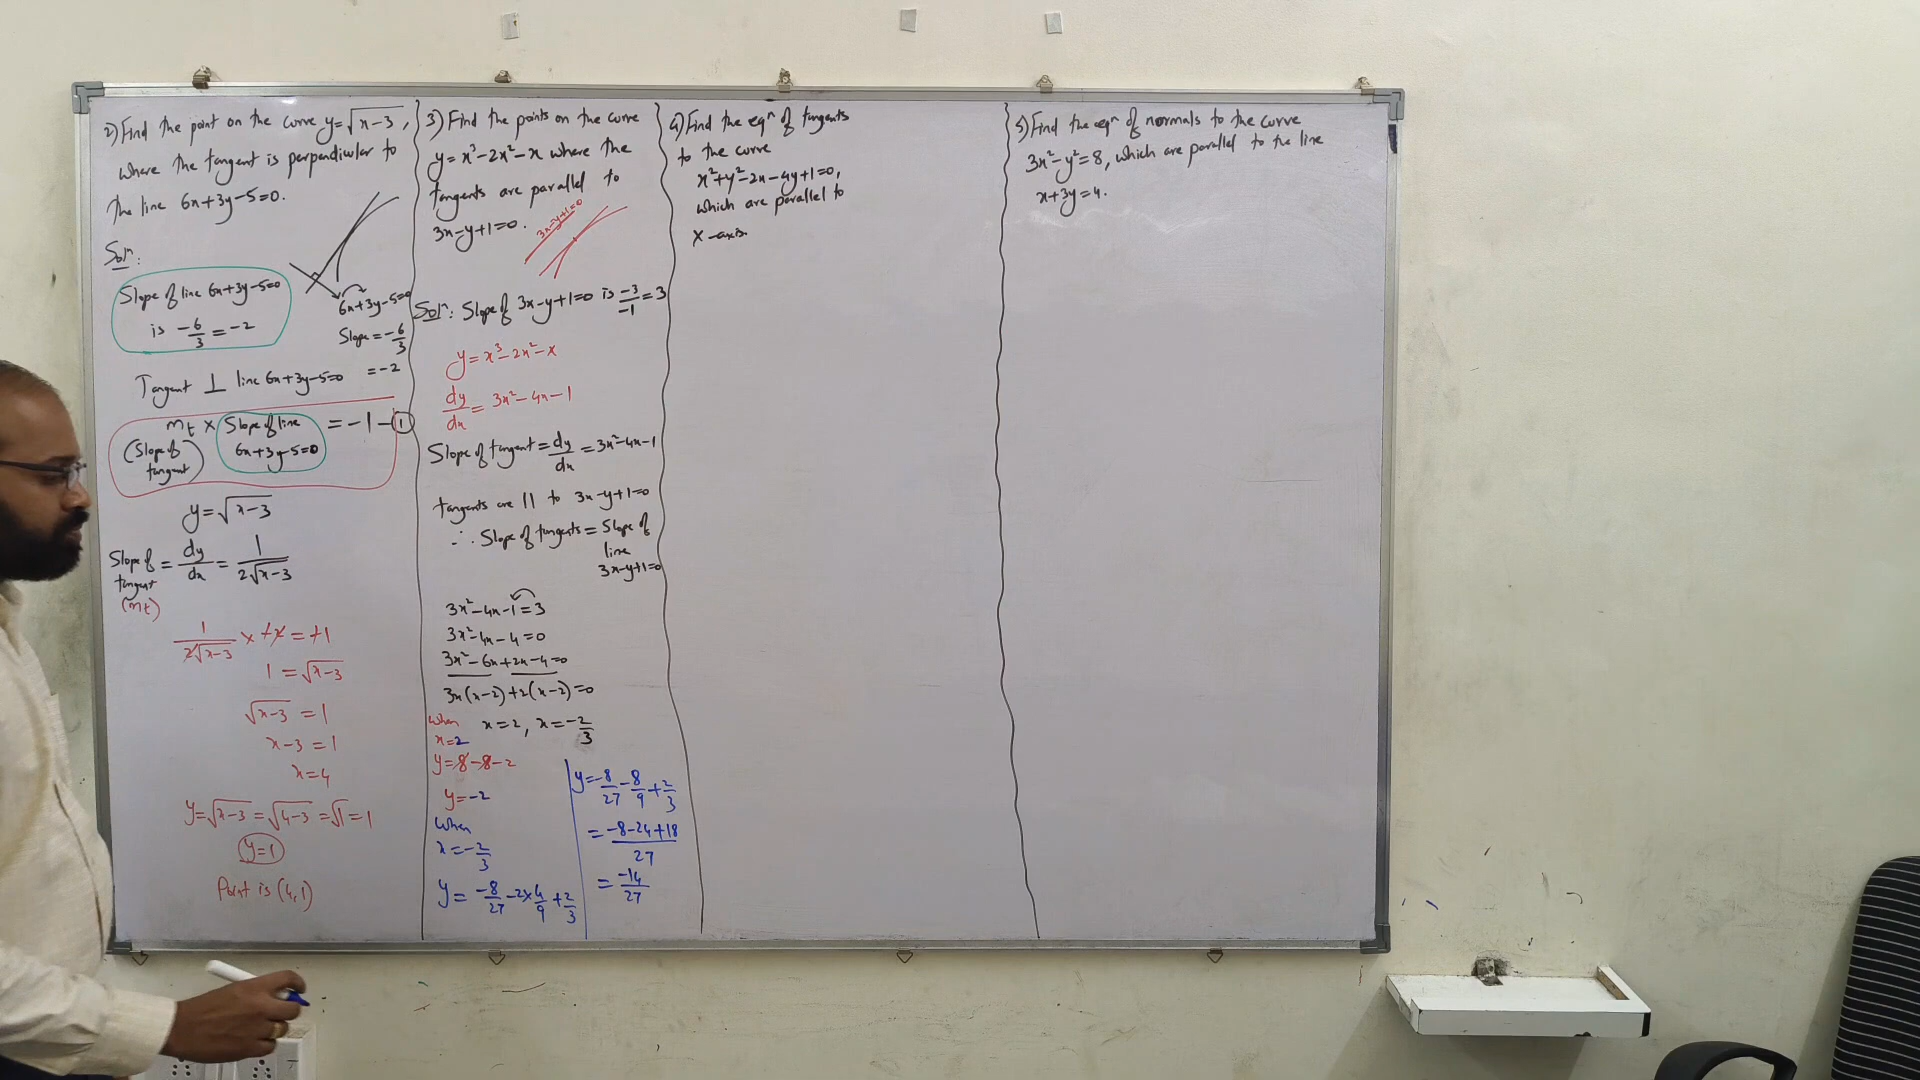 2) Find the point on the curve y=√x-3,
where the tangent is perpendicular to
the line 6x+3y-5=0.
Solⁿ:
Slope of line 6x+3y-5=0
is -6/3 = -2
6x+3y-5=0
Slope = -6/3
= -2
Tangent ⊥ line 6x+3y-5=0
mt × Slope of line = -1 - ①
(Slope of tangent) 6x+3y-5=0
y=√x-3
Slope of tangent (mt) = dy/dx = 1/2√x-3
1/2√x-3 × +2 = +1
1 = √x-3
√x-3 = 1
x-3 = 1
x=4
y=√x-3 = √4-3 = √1 = 1
y=1
Point is (4,1)
3) Find the points on the curve
y=x³-2x²-x where the
tangents are parallel to
3x-y+1=0.
3x-y+1=0
Solⁿ: Slope of 3x-y+1=0 is -3/-1 = 3
y=x³-2x²-x
dy/dx = 3x²-4x-1
Slope of tangent = dy/dx = 3x²-4x-1
tangents are || to 3x-y+1=0
∴ Slope of tangents = Slope of
line
3x-y+1=0
3x²-4x-1=3
3x²-4x-4=0
3x²-6x+2x-4=0
3x(x-2)+2(x-2)=0
x=2, x=-2/3
When
x=2
y=8-8-2
y=-2
When
x=-2/3
y = -8/27 -2×4/9 +2/3
y=-8/27 -8/9 +2/3
= -8-24+18/27
= -14/27
4) Find the eqⁿ of tangents
to the curve
x²+y²-2x-4y+1=0,
which are parallel to
X-axis.
5) Find the eqⁿ of normals to the curve
3x²-y²=8, which are parallel to the line
x+3y=4.